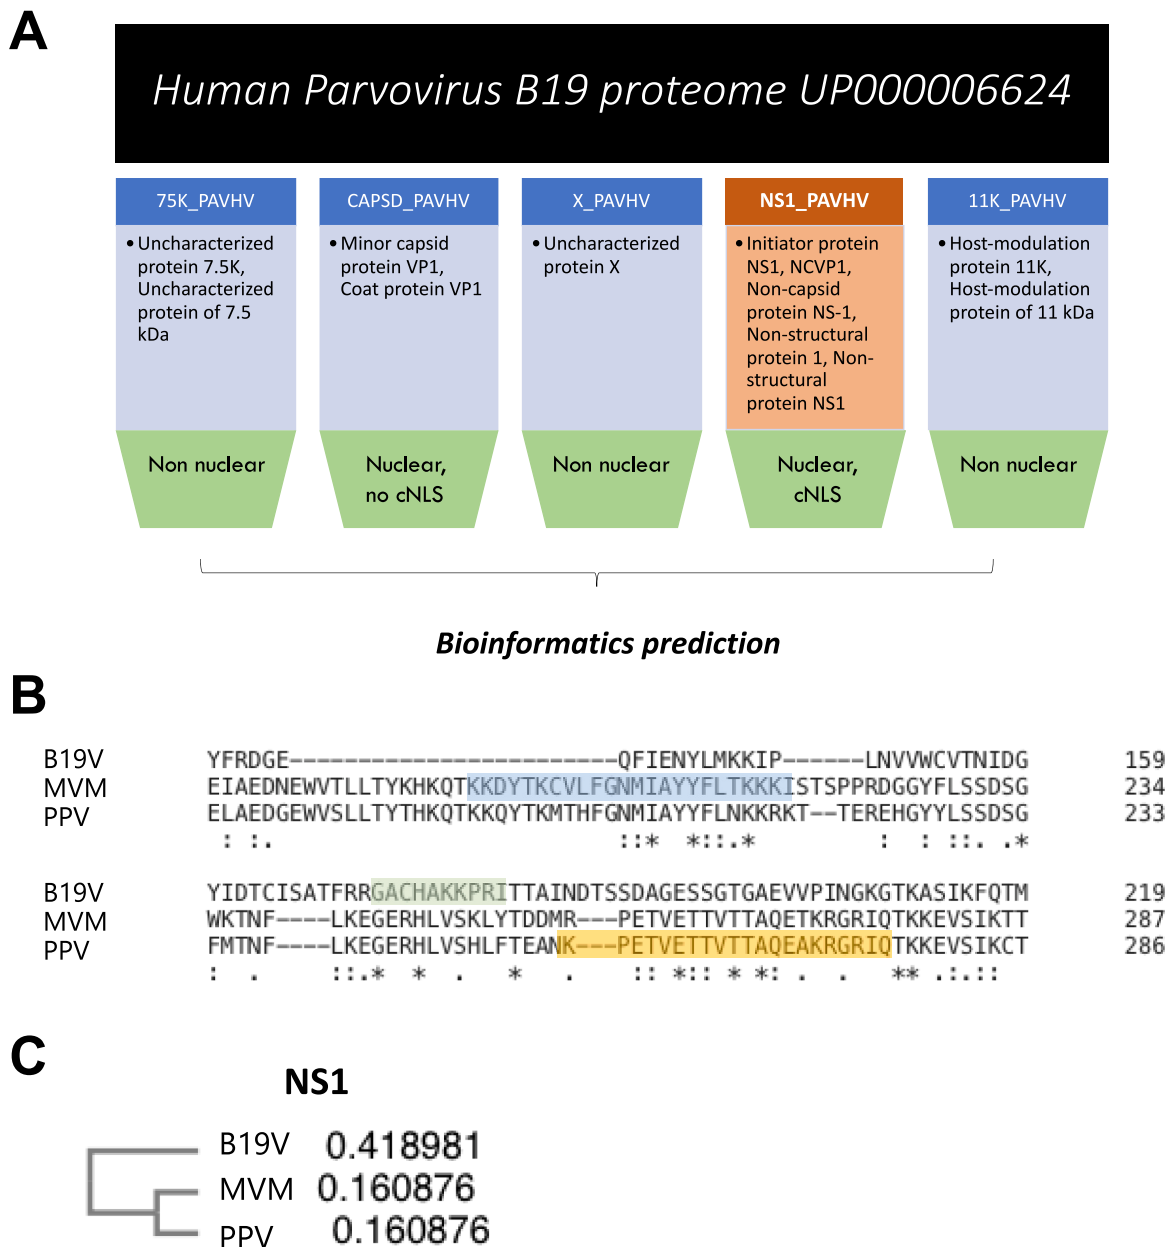 A
Human Parvovirus B19 proteome UP000006624
75K_PAVHV
• Uncharacterized
protein 7.5K,
Uncharacterized
protein of 7.5
kDa
Non nuclear
CAPSD_PAVHV
• Minor capsid
protein VP1,
Coat protein VP1
Nuclear,
no cNLS
X_PAVHV
• Uncharacterized
protein X
Non nuclear
NS1_PAVHV
• Initiator protein
NS1, NCVP1,
Non-capsid
protein NS-1,
Non-structural
protein 1, Non-
structural
protein NS1
Nuclear,
cNLS
11K_PAVHV
• Host-modulation
protein 11K,
Host-modulation
protein of 11 kDa
Non nuclear
Bioinformatics prediction
B
B19V YFRDGE------------------------QFIENYLMKKIP------LNVVWCVTNIDG 159
MVM EIAEDNEWVTLLTYKHKQTKKDYTKCVLFGNMIAYYFLTKKKISTSPPRDGGYFLSSDSG 234
PPV ELAEDGEWVSLLTYTHKQTKKQYTKMTHFGNMIAYYFLNKKRKT--TEREHGYYLSSDSG 233
: :. ::* *::.* : : ::. .*
B19V YIDTCISATFRRGACHAKKPRITTAINDTSSDAGESSGTGAEVVPINGKGTKASIKFQTM 219
MVM WKTNF----LKEGERHLVSKLYTDDMR---PETVETTVTTAQETKRGRIQTKKEVSIKTT 287
PPV FMTNF----LKEGERHLVSHLFTEANK---PETVETTVTTAQEAKRGRIQTKKEVSIKCT 286
: . ::.* * . * . :: *:: * *: . . ** .:.::
C
NS1
B19V 0.418981
MVM 0.160876
PPV 0.160876